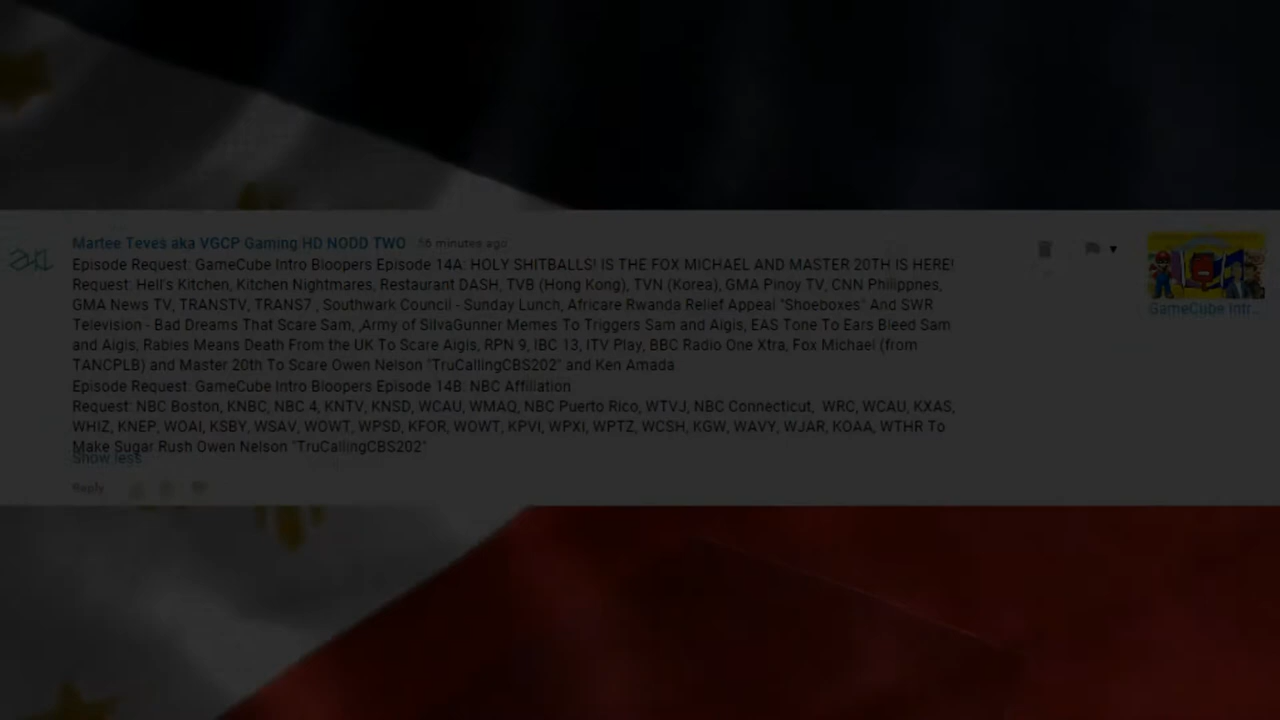 Martee Teves aka VGCP Gaming HD NODD TWO 56 minutes ago
Episode Request: GameCube Intro Bloopers Episode 14A: HOLY SHITBALLS! IS THE FOX MICHAEL AND MASTER 20TH IS HERE!
Request: Hell's Kitchen, Kitchen Nightmares, Restaurant DASH, TVB (Hong Kong), TVN (Korea), GMA Pinoy TV, CNN Philippnes,
GMA News TV, TRANSTV, TRANS7 , Southwark Council - Sunday Lunch, Africare Rwanda Relief Appeal "Shoeboxes" And SWR
Television - Bad Dreams That Scare Sam, ,Army of SilvaGunner Memes To Triggers Sam and Aigis, EAS Tone To Ears Bleed Sam
and Aigis, Rabies Means Death From the UK To Scare Aigis, RPN 9, IBC 13, ITV Play, BBC Radio One Xtra, Fox Michael (from
TANCPLB) and Master 20th To Scare Owen Nelson "TruCallingCBS202" and Ken Amada
Episode Request: GameCube Intro Bloopers Episode 14B: NBC Affiliation
Request: NBC Boston, KNBC, NBC 4, KNTV, KNSD, WCAU, WMAQ, NBC Puerto Rico, WTVJ, NBC Connecticut, WRC, WCAU, KXAS,
WHIZ, KNEP, WOAI, KSBY, WSAV, WOWT, WPSD, KFOR, WOWT, KPVI, WPXI, WPTZ, WCSH, KGW, WAVY, WJAR, KOAA, WTHR To
Make Sugar Rush Owen Nelson "TruCallingCBS202"
Show less
Reply
GameCube Intr...